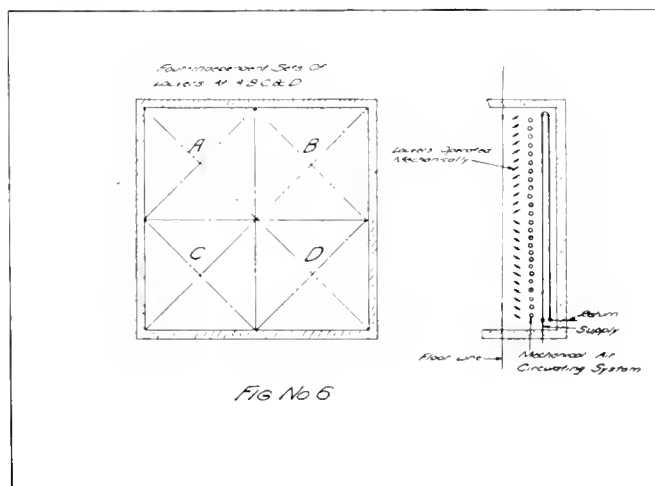 Four-Independent Sets Of
Louvers At A B C & D
A
B
C
D
Louvers Operated
Mechanically
Return
Supply
Floor Line
Mechanical Air
Circulating System
FIG No 6